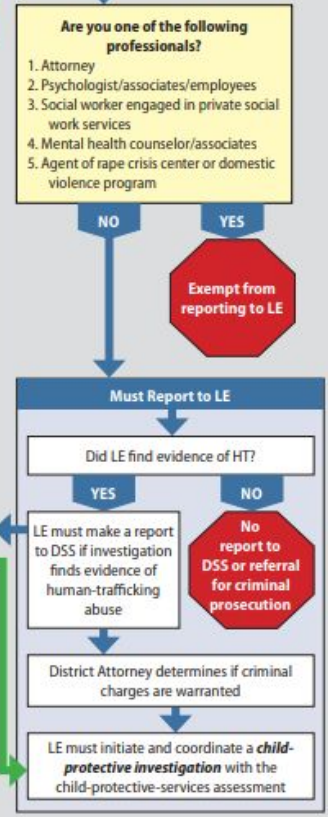 Are you one of the following
professionals?
1. Attorney
2. Psychologist/associates/employees
3. Social worker engaged in private social
work services
4. Mental health counselor/associates
5. Agent of rape crisis center or domestic
violence program
NO
YES
Exempt from
reporting to LE
Must Report to LE
Did LE find evidence of HT?
YES
NO
LE must make a report
to DSS if investigation
finds evidence of
human-trafficking
abuse
No
report to
DSS or referral
for criminal
prosecution
District Attorney determines if criminal
charges are warranted
LE must initiate and coordinate a child-
protective investigation with the
child-protective-services assessment